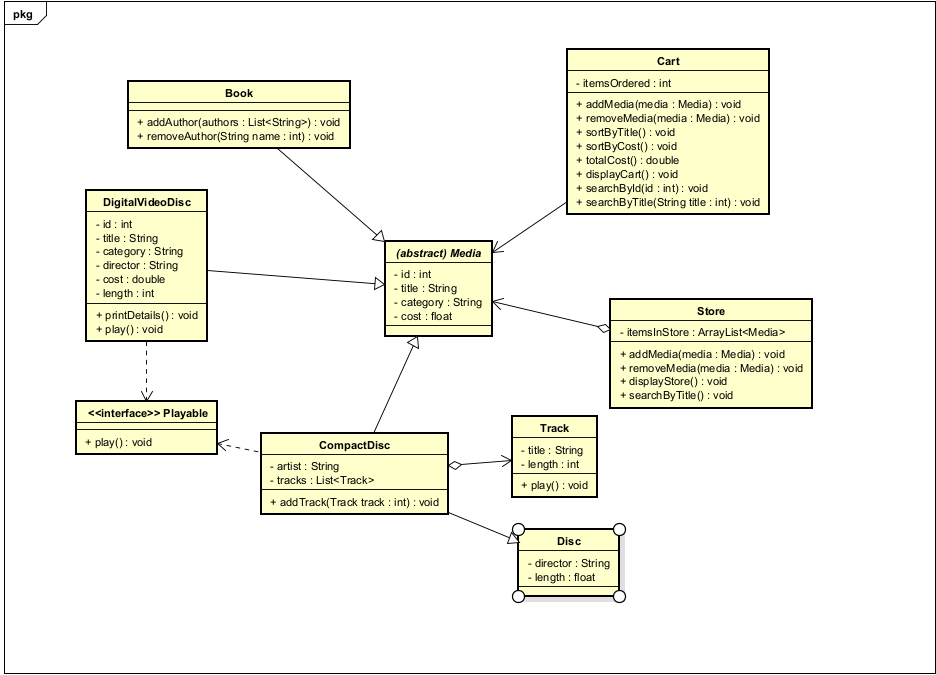 pkg
Book
+ addAuthor(authors : List<String>) : void
+ removeAuthor(String name : int) : void
Cart
- itemsOrdered : int
+ addMedia(media : Media) : void
+ removeMedia(media : Media) : void
+ sortByTitle() : void
+ sortByCost() : void
+ totalCost() : double
+ displayCart() : void
+ searchById(id : int) : void
+ searchByTitle(String title : int) : void
DigitalVideoDisc
- id : int
- title : String
- category : String
- director : String
- cost : double
- length : int
+ printDetails() : void
+ play() : void
(abstract) Media
- id : int
- title : String
- category : String
- cost : float
Store
- itemsInStore : ArrayList<Media>
+ addMedia(media : Media) : void
+ removeMedia(media : Media) : void
+ displayStore() : void
+ searchByTitle() : void
<<interface>> Playable
+ play() : void
CompactDisc
- artist : String
- tracks : List<Track>
+ addTrack(Track track : int) : void
Track
- title : String
- length : int
+ play() : void
Disc
- director : String
- length : float